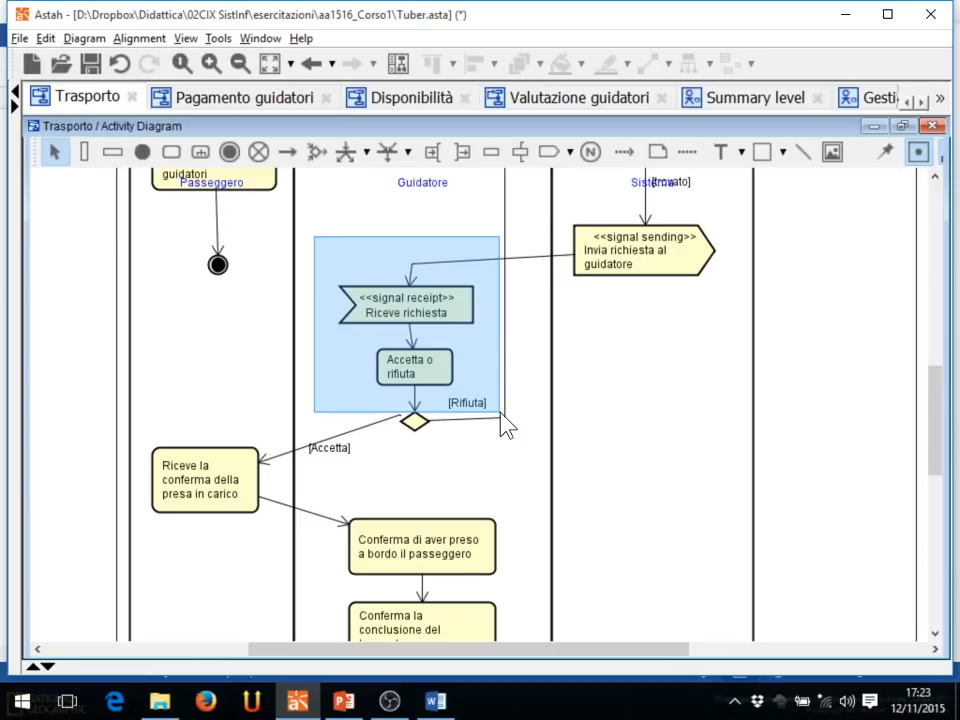 Astah - [D:\Dropbox\Didattica\02CIX SistInf\esercitazioni\aa1516_Corso1\Tuber.asta] (*)
File Edit Diagram Alignment View Tools Window Help
Trasporto Pagamento guidatori Disponibilità Valutazione guidatori Summary level Gesti
Trasporto / Activity Diagram
N T
guidatori
Passeggero Guidatore [trovato]
<<signal sending>>
Invia richiesta al
guidatore
<<signal receipt>>
Riceve richiesta
Accetta o
rifiuta
[Rifiuta]
[Accetta]
Riceve la
conferma della
presa in carico
Conferma di aver preso
a bordo il passeggero
Conferma la
conclusione del
17:23
12/11/2015